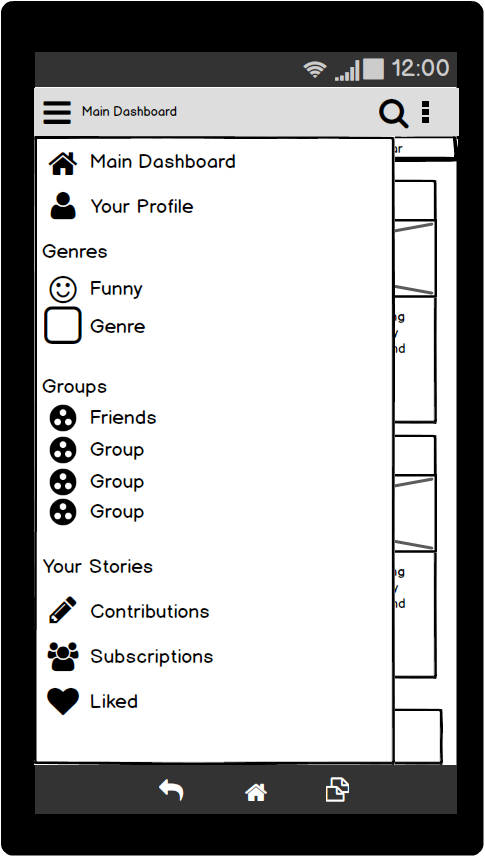 12:00
Main Dashboard
Main Dashboard
Your Profile
Genres
Funny
Genre
Groups
Friends
Group
Group
Group
Your Stories
Contributions
Subscriptions
Liked